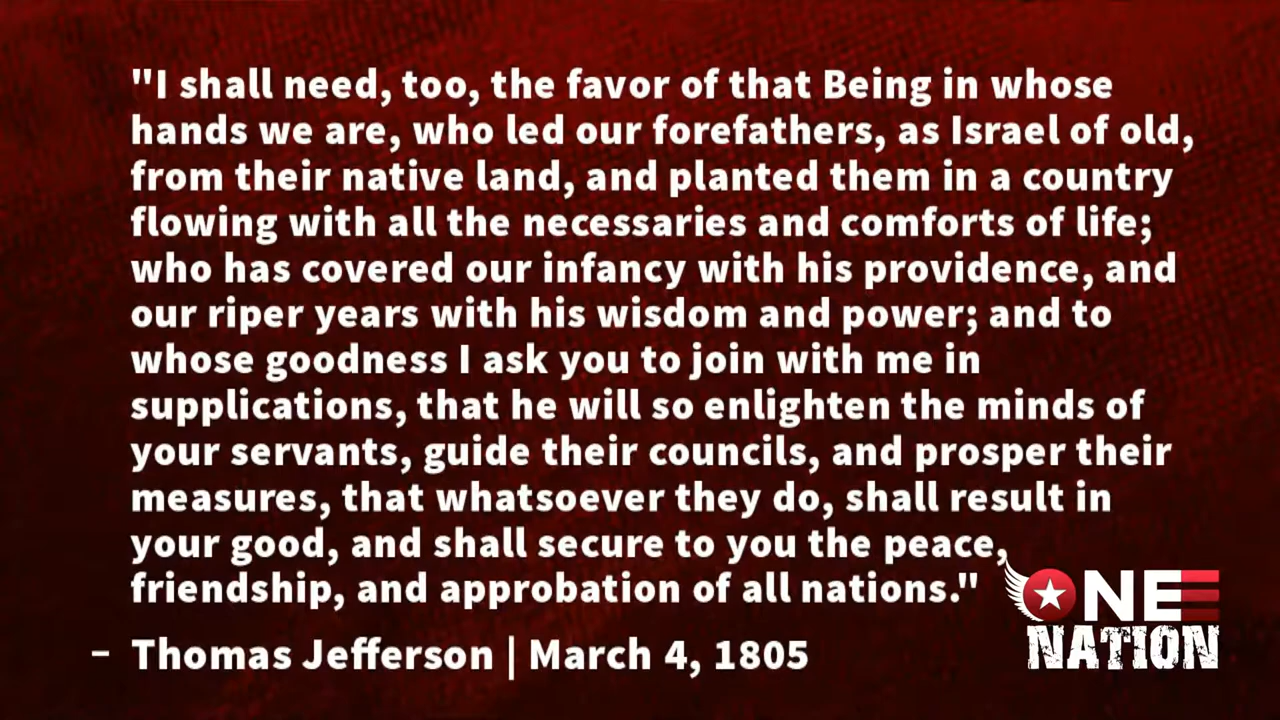 "I shall need, too, the favor of that Being in whose
hands we are, who led our forefathers, as Israel of old,
from their native land, and planted them in a country
flowing with all the necessaries and comforts of life;
who has covered our infancy with his providence, and
our riper years with his wisdom and power; and to
whose goodness I ask you to join with me in
supplications, that he will so enlighten the minds of
your servants, guide their councils, and prosper their
measures, that whatsoever they do, shall result in
your good, and shall secure to you the peace,
friendship, and approbation of all nations."
– Thomas Jefferson | March 4, 1805
ONE
NATION